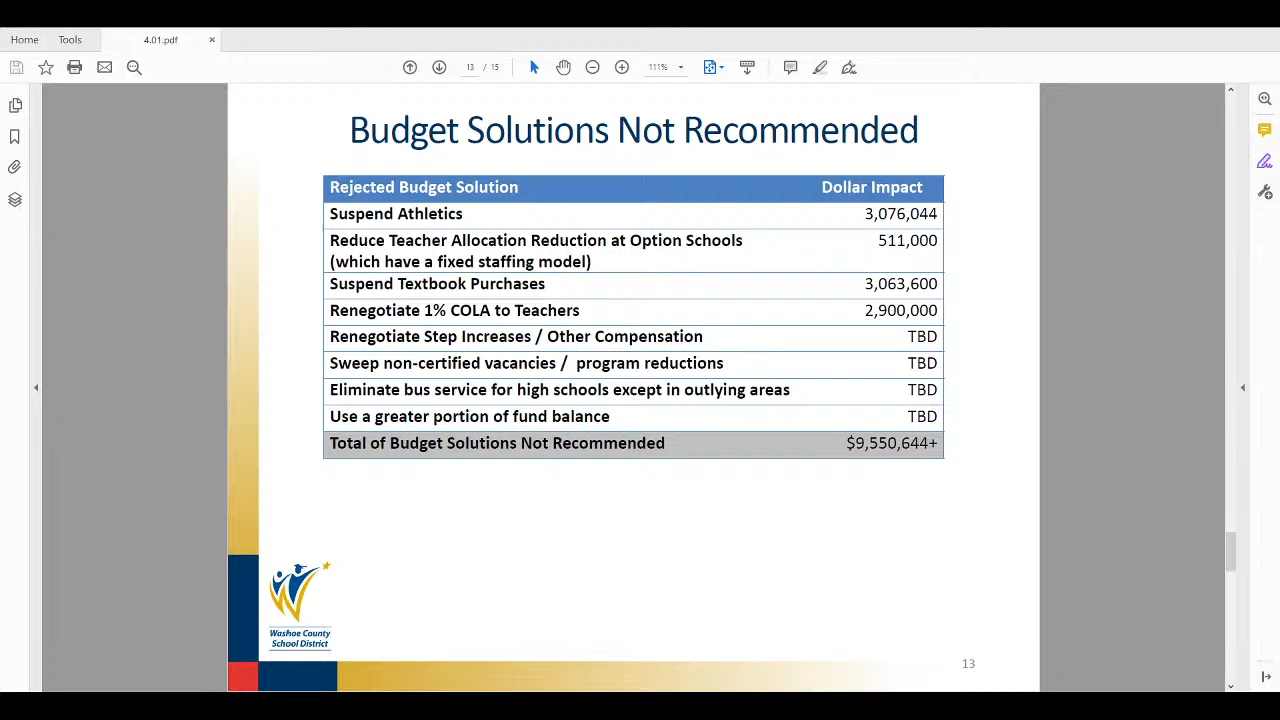 Home Tools 4.01.pdf ×
13 / 15 111%
Budget Solutions Not Recommended
Rejected Budget Solution Dollar Impact
Suspend Athletics 3,076,044
Reduce Teacher Allocation Reduction at Option Schools 511,000
(which have a fixed staffing model)
Suspend Textbook Purchases 3,063,600
Renegotiate 1% COLA to Teachers 2,900,000
Renegotiate Step Increases / Other Compensation TBD
Sweep non-certified vacancies / program reductions TBD
Eliminate bus service for high schools except in outlying areas TBD
Use a greater portion of fund balance TBD
Total of Budget Solutions Not Recommended $9,550,644+
Washoe County
School District
13